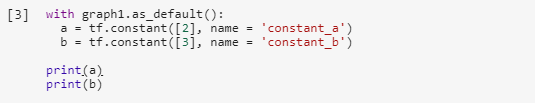 [3] with graph1.as_default():
a = tf.constant([2], name = 'constant_a')
b = tf.constant([3], name = 'constant_b')
print(a)
print(b)